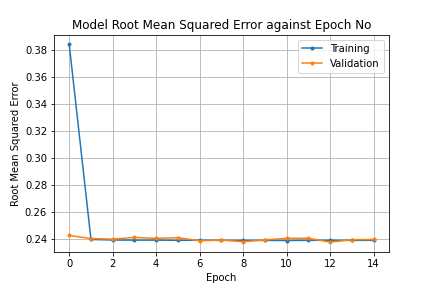 Model Root Mean Squared Error against Epoch No
Training
Validation
Root Mean Squared Error
0.38
0.36
0.34
0.32
0.30
0.28
0.26
0.24
0 2 4 6 8 10 12 14
Epoch